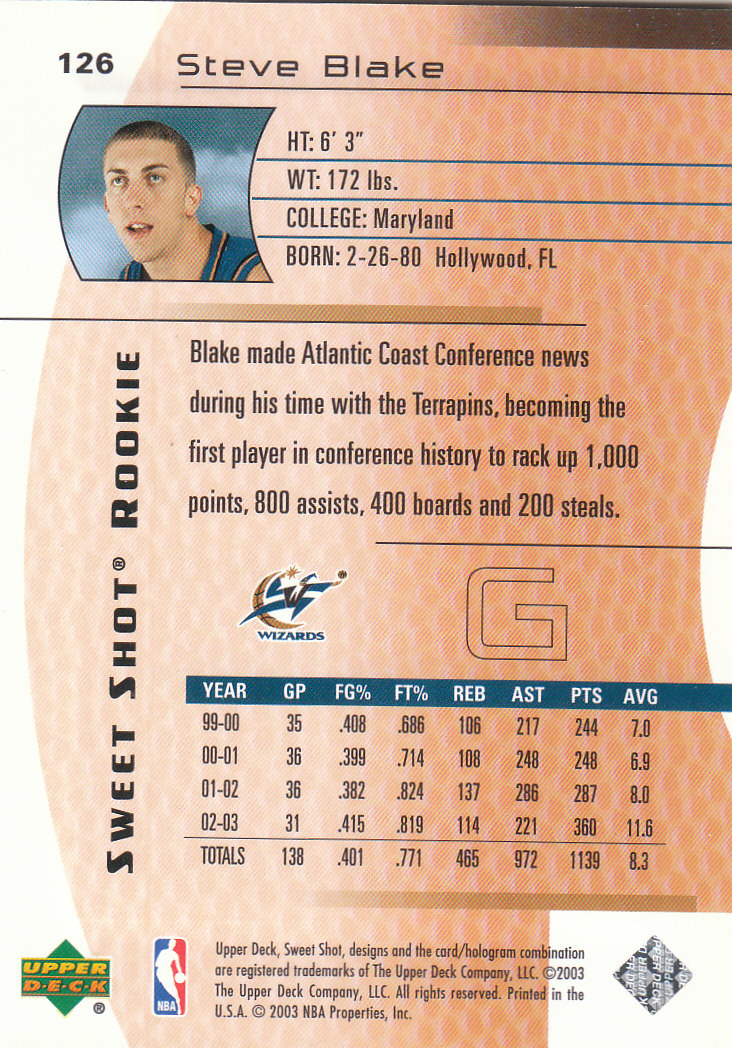 126 Steve Blake
HT: 6' 3"
WT: 172 lbs.
COLLEGE: Maryland
BORN: 2-26-80 Hollywood, FL
SWEET SHOT® ROOKIE
Blake made Atlantic Coast Conference news
during his time with the Terrapins, becoming the
first player in conference history to rack up 1,000
points, 800 assists, 400 boards and 200 steals.
WIZARDS
G
YEAR GP FG% FT% REB AST PTS AVG
99-00 35 .408 .686 106 217 244 7.0
00-01 36 .399 .714 108 248 248 6.9
01-02 36 .382 .824 137 286 287 8.0
02-03 31 .415 .819 114 221 360 11.6
TOTALS 138 .401 .771 465 972 1139 8.3
UPPER
D·E·C·K
®
NBA
Upper Deck, Sweet Shot, designs and the card/hologram combination
are registered trademarks of The Upper Deck Company, LLC. ©2003
The Upper Deck Company, LLC. All rights reserved. Printed in the
U.S.A. © 2003 NBA Properties, Inc.